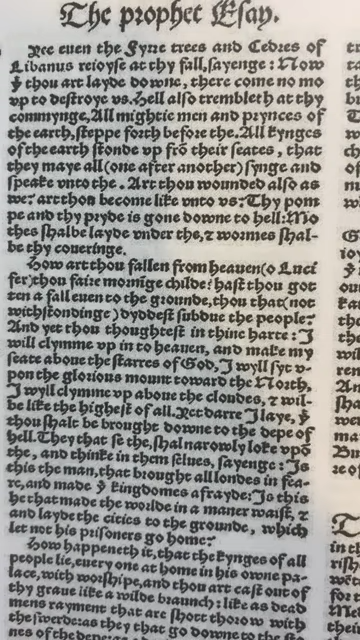 The prophet Esay.
Yee euen the Fyrre trees and Cedres of
Libanus reioyse at thy fall, sayenge: Now
ẏ thou art layde downe, there come no mo
vp to destroye vs. Hell also trembleth at thy
commynge, All mightie men and prynces of
the earth, steppe forth before the. All kynges
of the earth stonde vp frõ their seates, that
they maye all (one after another) synge and
speake vnto the. Art thou wounded also as
we: art thou become like vnto vs: Thy pom
pe and thy pryde is gone downe to hell: Mo
thes shalbe layde vnder the, ⁊ wormes shal-
be thy coueringe.
How art thou fallen from heauen (o Luci
fer) thou faire mornĩge childe: hast thou got
ten a fall euen to the grounde, thou that (not
withstondinge) dyddest subdue the people:
And yet thou thoughtest in thine harte: I
will clymme vp in to heauen, and make my
seate aboue the starres of God, I wyll syt v-
pon the glorious mount toward the North,
I wyll clymme vp aboue the cloudes, ⁊ wil-
be like the highest of all. Yet darre I laye, ẏ
thou shalt be brought downe to the depe of
hell. They that se the, shal narowly loke vpõ
the, and thinke in them selues, sayenge: Is
this the man, that brought all londes in fea-
re, and made ẏ kingdomes afrayde: Is this
he that made the worlde in a maner waist, ⁊
and layde the cities to the grounde, which
let not his prisoners go home?
How happeneth it, that the kynges of all
people lie, euery one at home in his owne pa-
lace, with worshipe, and thou art cast out of
thy graue like a wilde braunch: like as dead
mens rayment that are shott thorow with
the swerde: as they that go downe to the